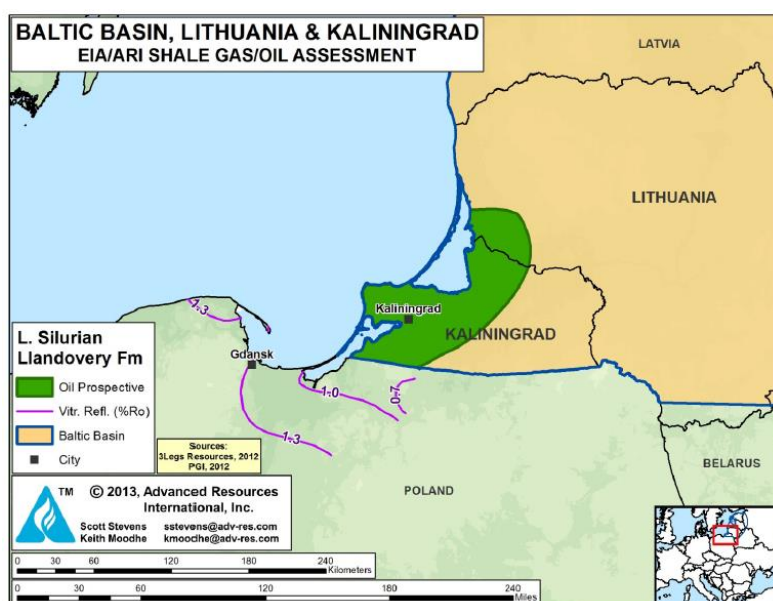 BALTIC BASIN, LITHUANIA & KALININGRAD
EIA/ARI SHALE GAS/OIL ASSESSMENT
LATVIA
LITHUANIA
Kaliningrad
KALININGRAD
1.3
Gdansk
1.0
0.7
1.3
L. Silurian
Llandovery Fm
Oil Prospective
Vitr. Refl. (%Ro)
Baltic Basin
City
Sources:
3Legs Resources, 2012
PGI, 2012
POLAND
BELARUS
TM
© 2013, Advanced Resources
International, Inc.
Scott Stevens sstevens@adv-res.com
Keith Moodhe kmoodhe@adv-res.com
0 30 60 120 180 240
Kilometers
0 30 60 120 180 240
Miles